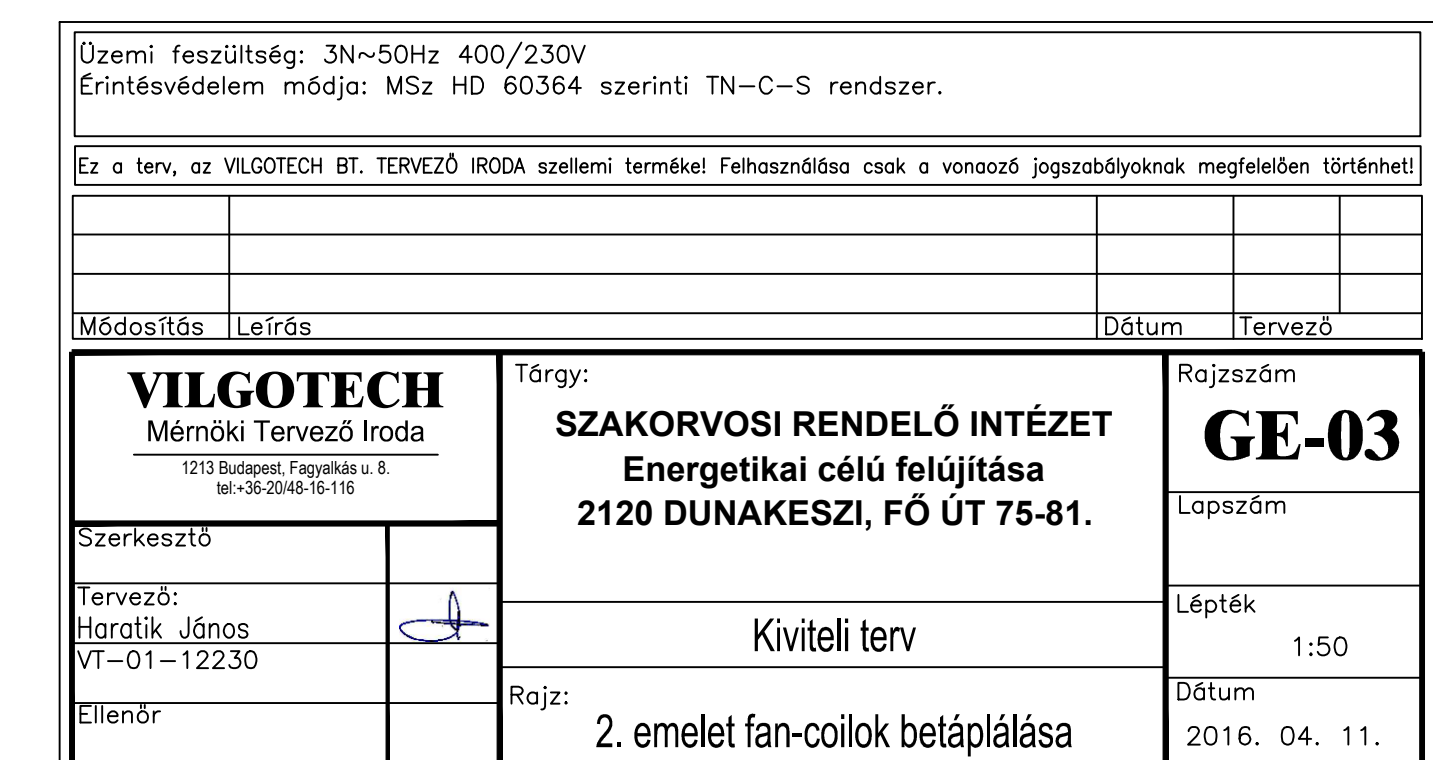 Üzemi feszültség: 3N~50Hz 400/230V
Érintésvédelem módja: MSz HD 60364 szerinti TN-C-S rendszer.
Ez a terv, az VILGOTECH BT. TERVEZŐ IRODA szellemi terméke! Felhasználása csak a vonaozó jogszabályoknak megfelelően történhet!
Módosítás Leírás Dátum Tervező
VILGOTECH
Mérnöki Tervező Iroda
1213 Budapest, Fagyalkás u. 8.
tel:+36-20/48-16-116
Szerkesztő
Tervező:
Haratik János
VT-01-12230
Ellenőr
Tárgy:
SZAKORVOSI RENDELŐ INTÉZET
Energetikai célú felújítása
2120 DUNAKESZI, FŐ ÚT 75-81.
Kiviteli terv
Rajz:
2. emelet fan-coilok betáplálása
Rajzszám
GE-03
Lapszám
Lépték
1:50
Dátum
2016. 04. 11.